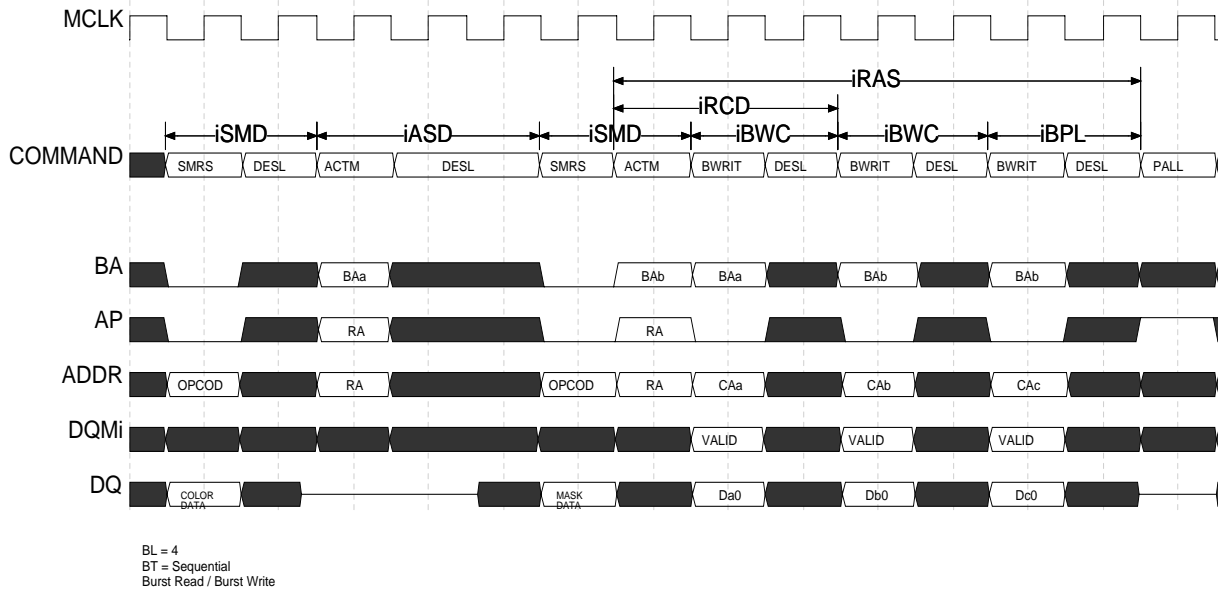 MCLK
iRAS
iRCD
iSMD iASD iSMD iBWC iBWC iBPL
COMMAND SMRS DESL ACTM DESL SMRS ACTM BWRIT DESL BWRIT DESL BWRIT DESL PALL
BA BAa BAb BAa BAb BAb
AP RA RA
ADDR OPCOD RA OPCOD RA CAa CAb CAc
DQMi VALID VALID VALID
DQ COLOR DATA MASK DATA Da0 Db0 Dc0
BL = 4
BT = Sequential
Burst Read / Burst Write